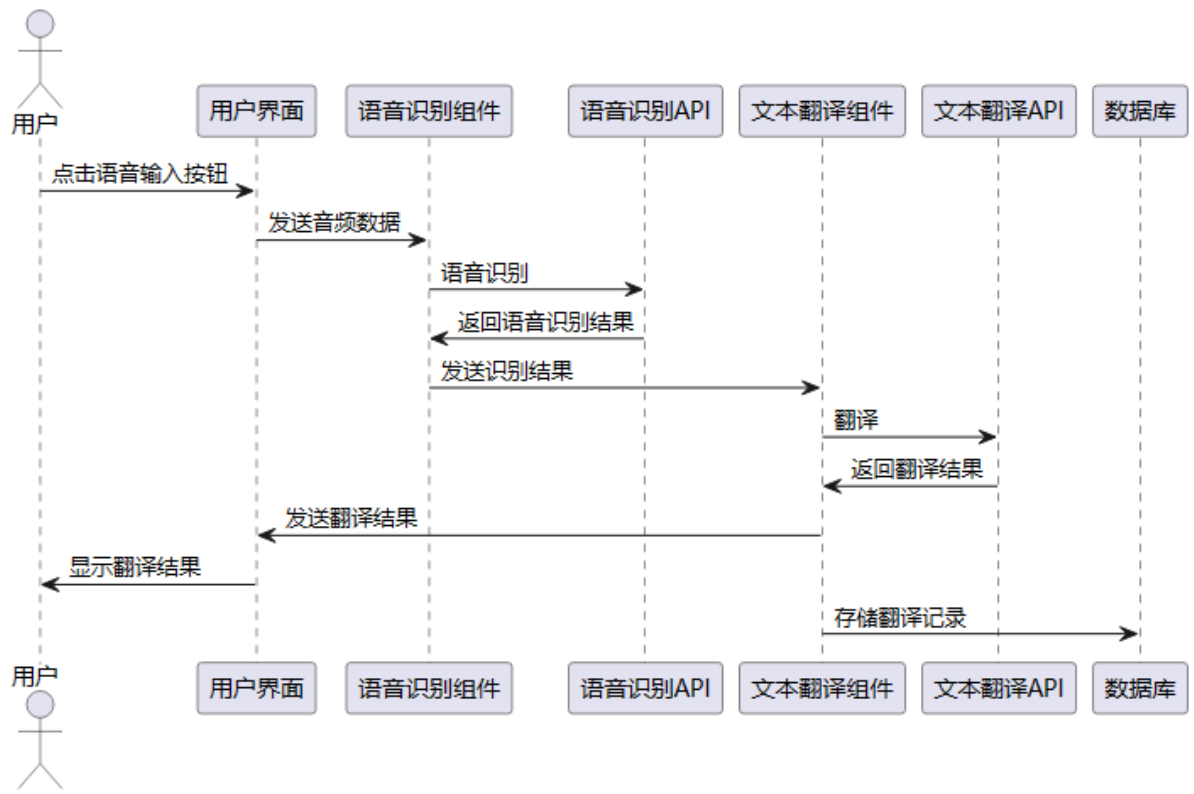 用户
用户界面
语音识别组件
语音识别API
文本翻译组件
文本翻译API
数据库
点击语音输入按钮
发送音频数据
语音识别
返回语音识别结果
发送识别结果
翻译
返回翻译结果
发送翻译结果
显示翻译结果
存储翻译记录
用户
用户界面
语音识别组件
语音识别API
文本翻译组件
文本翻译API
数据库